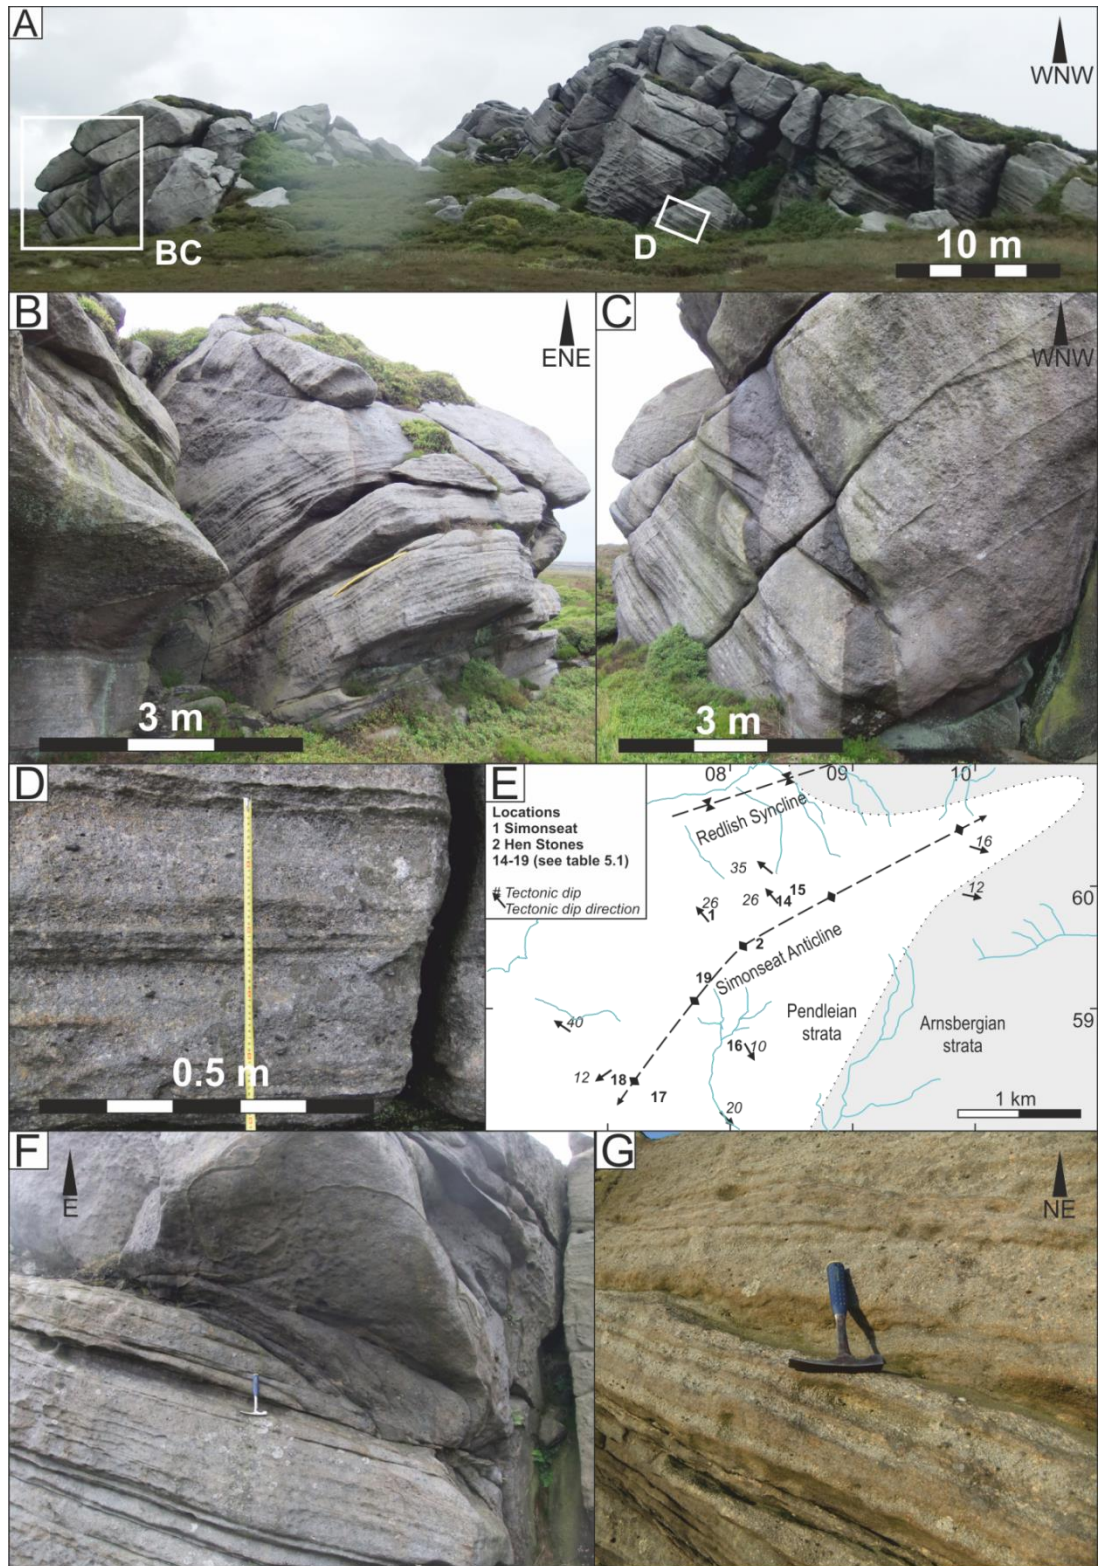 A
WNW
BC
D
10 m
B
ENE
3 m
C
WNW
3 m
D
0.5 m
E
Locations
1 Simonseat
2 Hen Stones
14-19 (see table 5.1)
# Tectonic dip
Tectonic dip direction
08
09
10
Redlish Syncline
35
16
12
60
26
1
26
14
15
2
Simonseat Anticline
19
Pendleian
strata
Arnsbergian
strata
59
40
16
10
12
18
17
20
1 km
F
E
G
NE